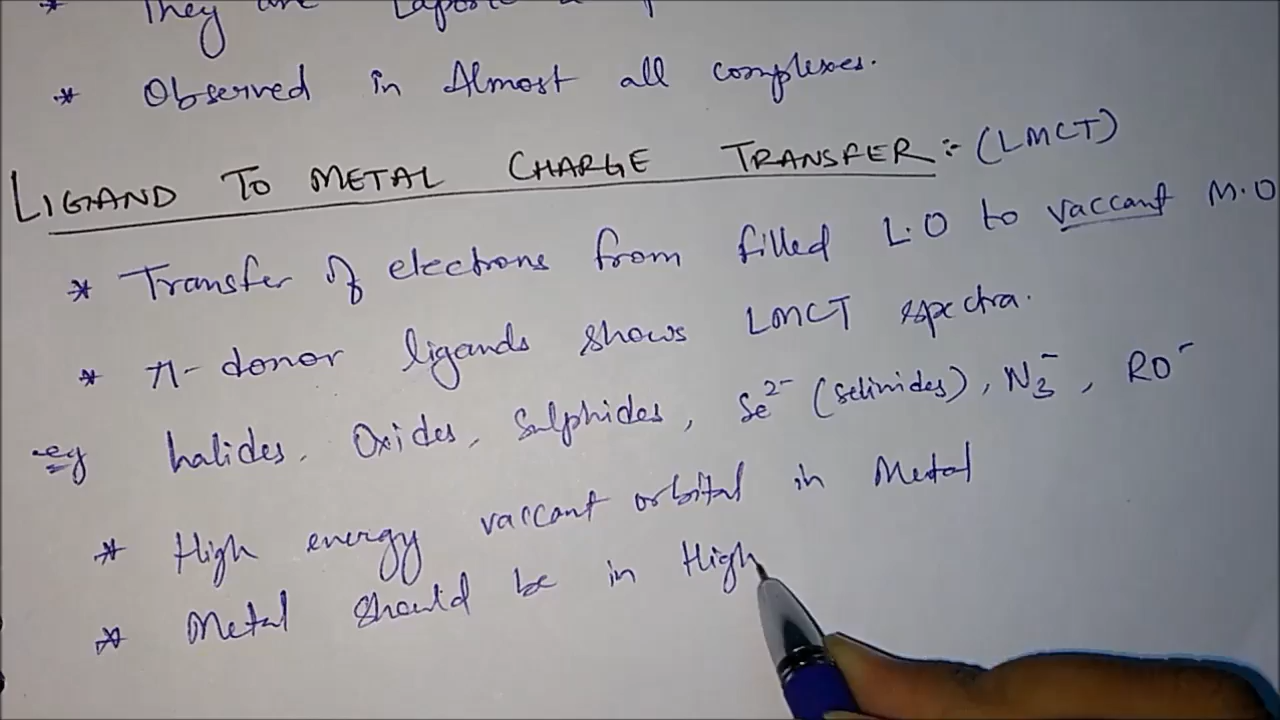 * They are
* Observed in Almost all complexes.
LIGAND TO METAL CHARGE TRANSFER :- (LMCT)
* Transfer of electrons from filled L.O to vaccant M.O
* π-donor ligands shows LMCT spectra.
eg halides, Oxides, Sulphides, Se²⁻ (selinides), N₃⁻, RO⁻
* High energy vaccant orbital in Metal
* Metal should be in High